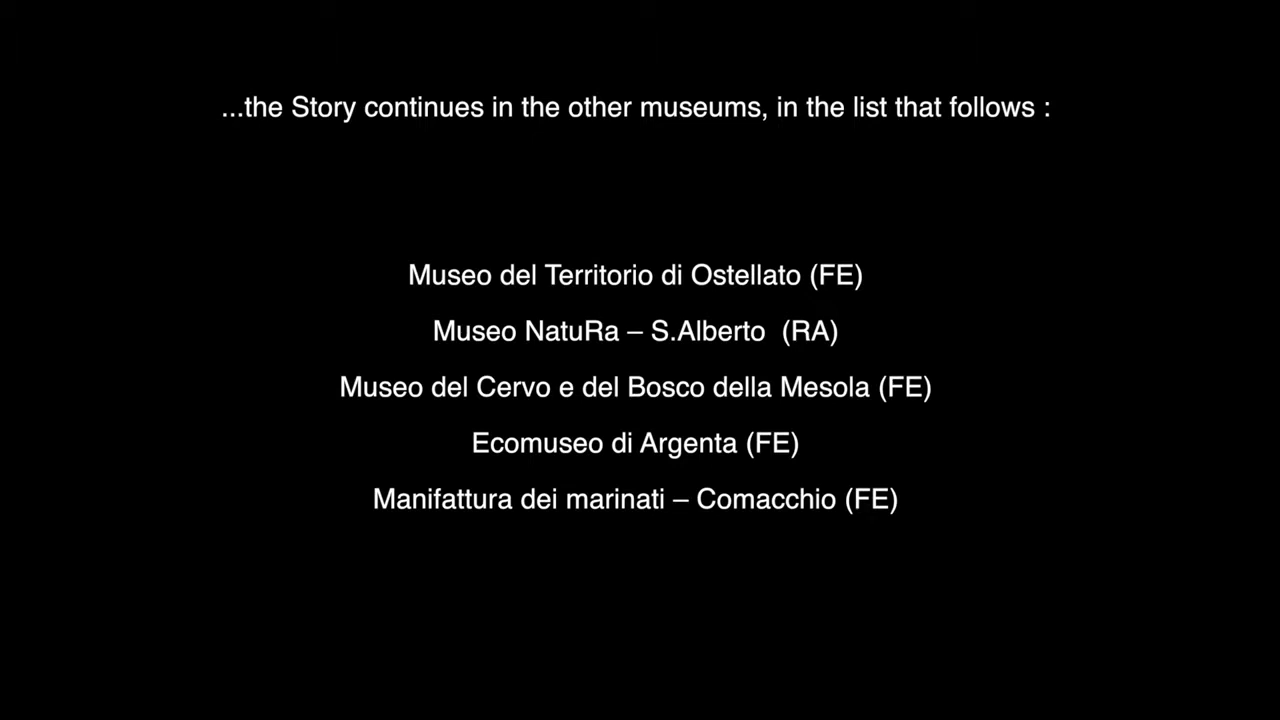 ...the Story continues in the other museums, in the list that follows :
Museo del Territorio di Ostellato (FE)
Museo NatuRa – S.Alberto  (RA)
Museo del Cervo e del Bosco della Mesola (FE)
Ecomuseo di Argenta (FE)
Manifattura dei marinati – Comacchio (FE)